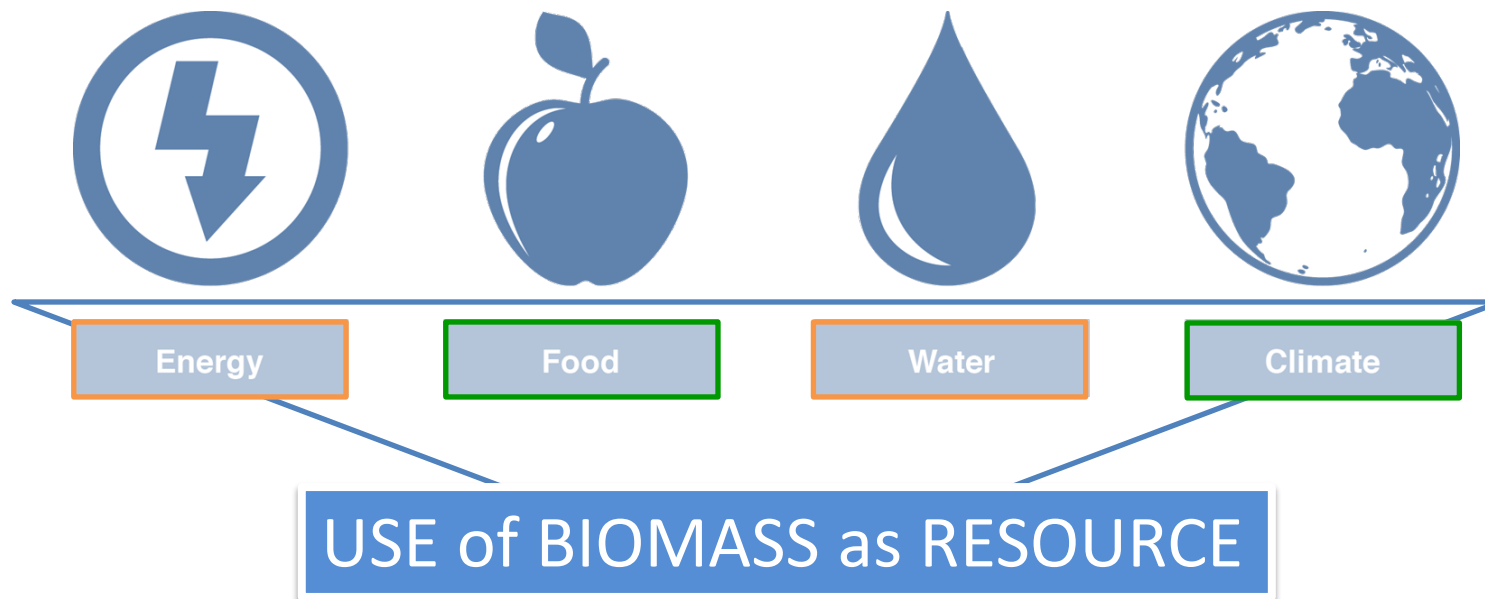 Energy
Food
Water
Climate
USE of BIOMASS as RESOURCE